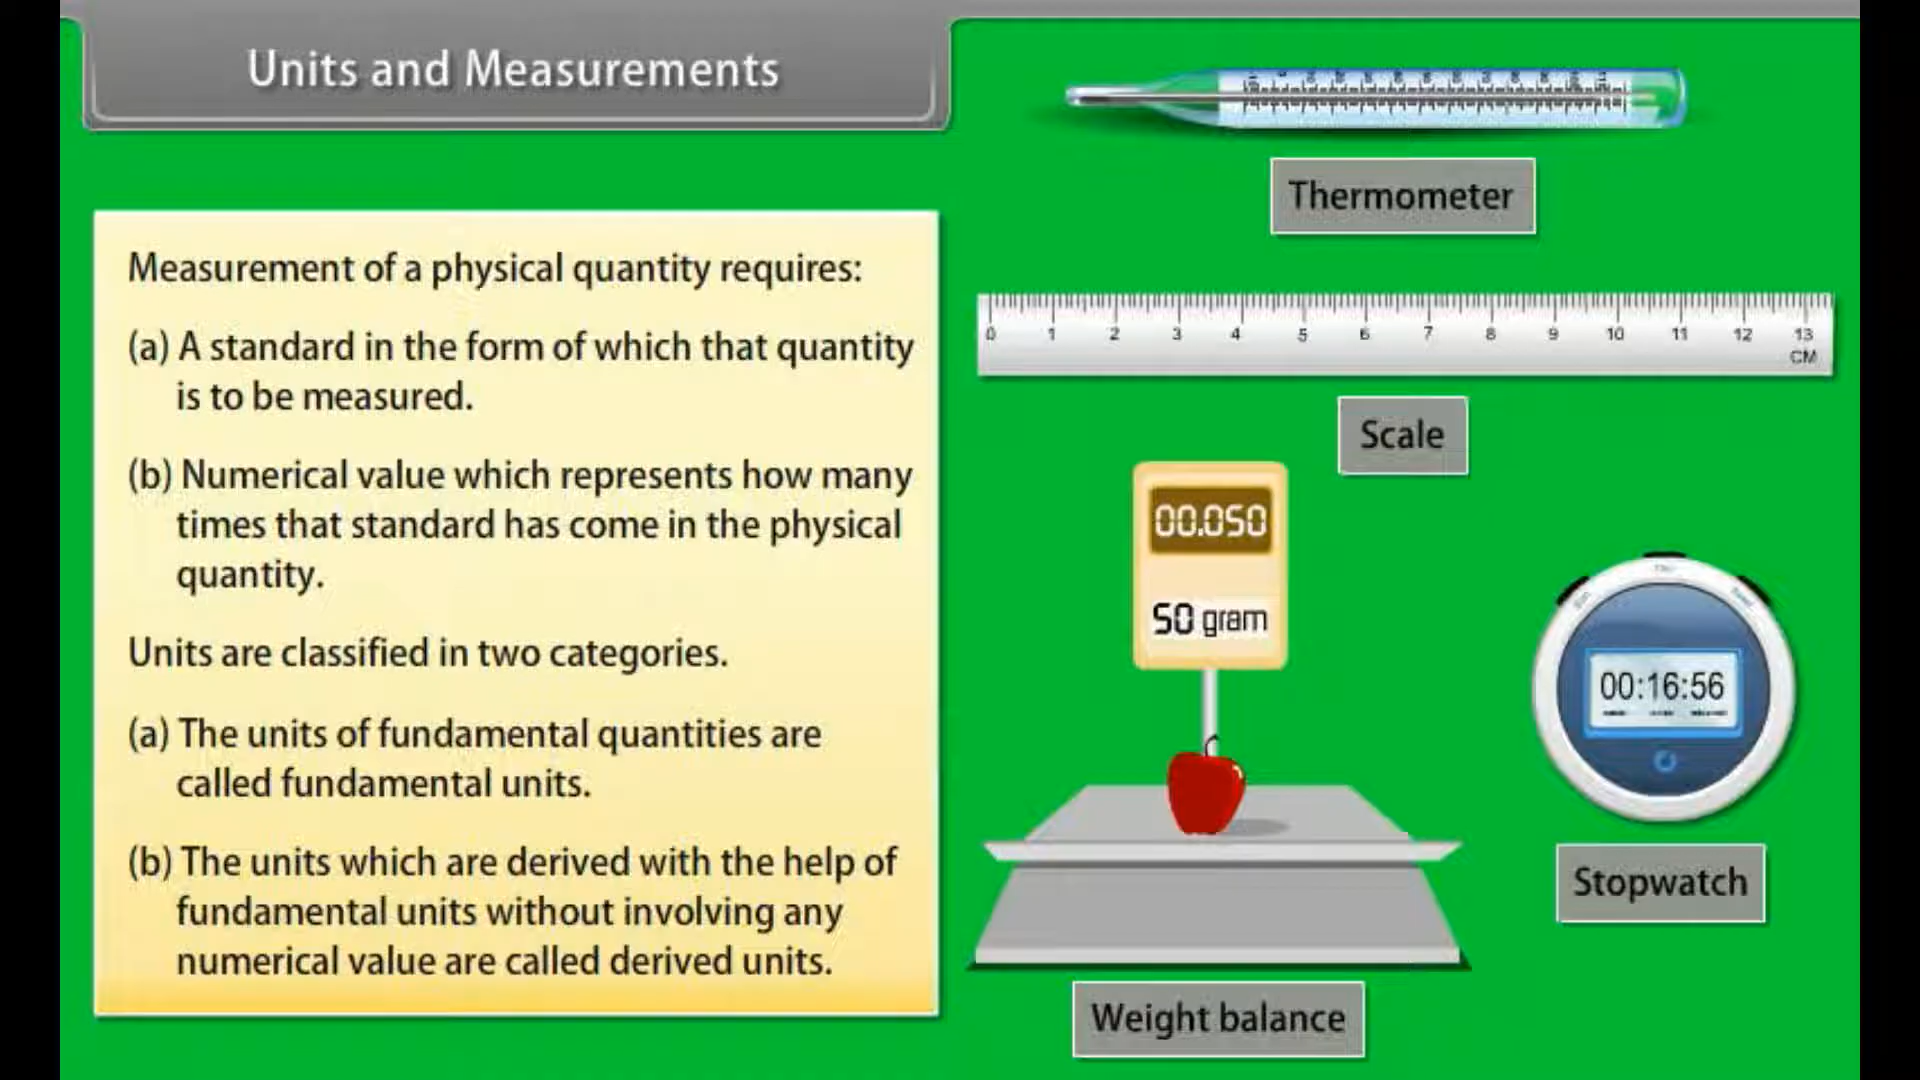 Units and Measurements
Measurement of a physical quantity requires:
(a) A standard in the form of which that quantity
is to be measured.
(b) Numerical value which represents how many
times that standard has come in the physical
quantity.
Units are classified in two categories.
(a) The units of fundamental quantities are
called fundamental units.
(b) The units which are derived with the help of
fundamental units without involving any
numerical value are called derived units.
Thermometer
0 1 2 3 4 5 6 7 8 9 10 11 12 13
CM
Scale
00.050
50 gram
Weight balance
00:16:56
Stopwatch